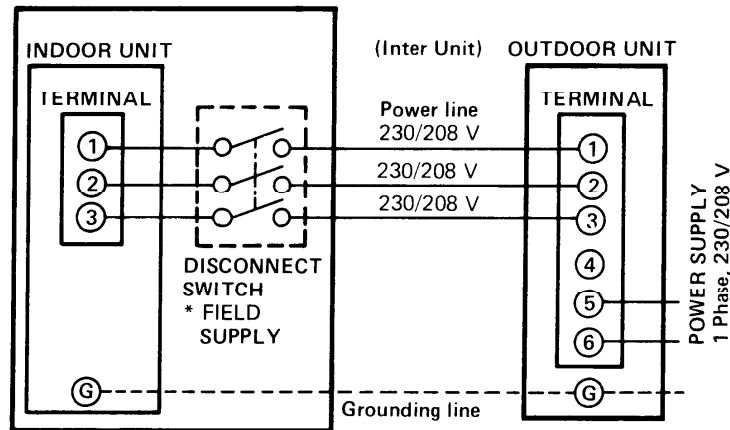 INDOOR UNIT
TERMINAL
1
2
3
G
DISCONNECT
SWITCH
* FIELD
SUPPLY
(Inter Unit)
Power line
230/208 V
230/208 V
230/208 V
Grounding line
OUTDOOR UNIT
TERMINAL
1
2
3
4
5
6
G
POWER SUPPLY
1 Phase, 230/208 V